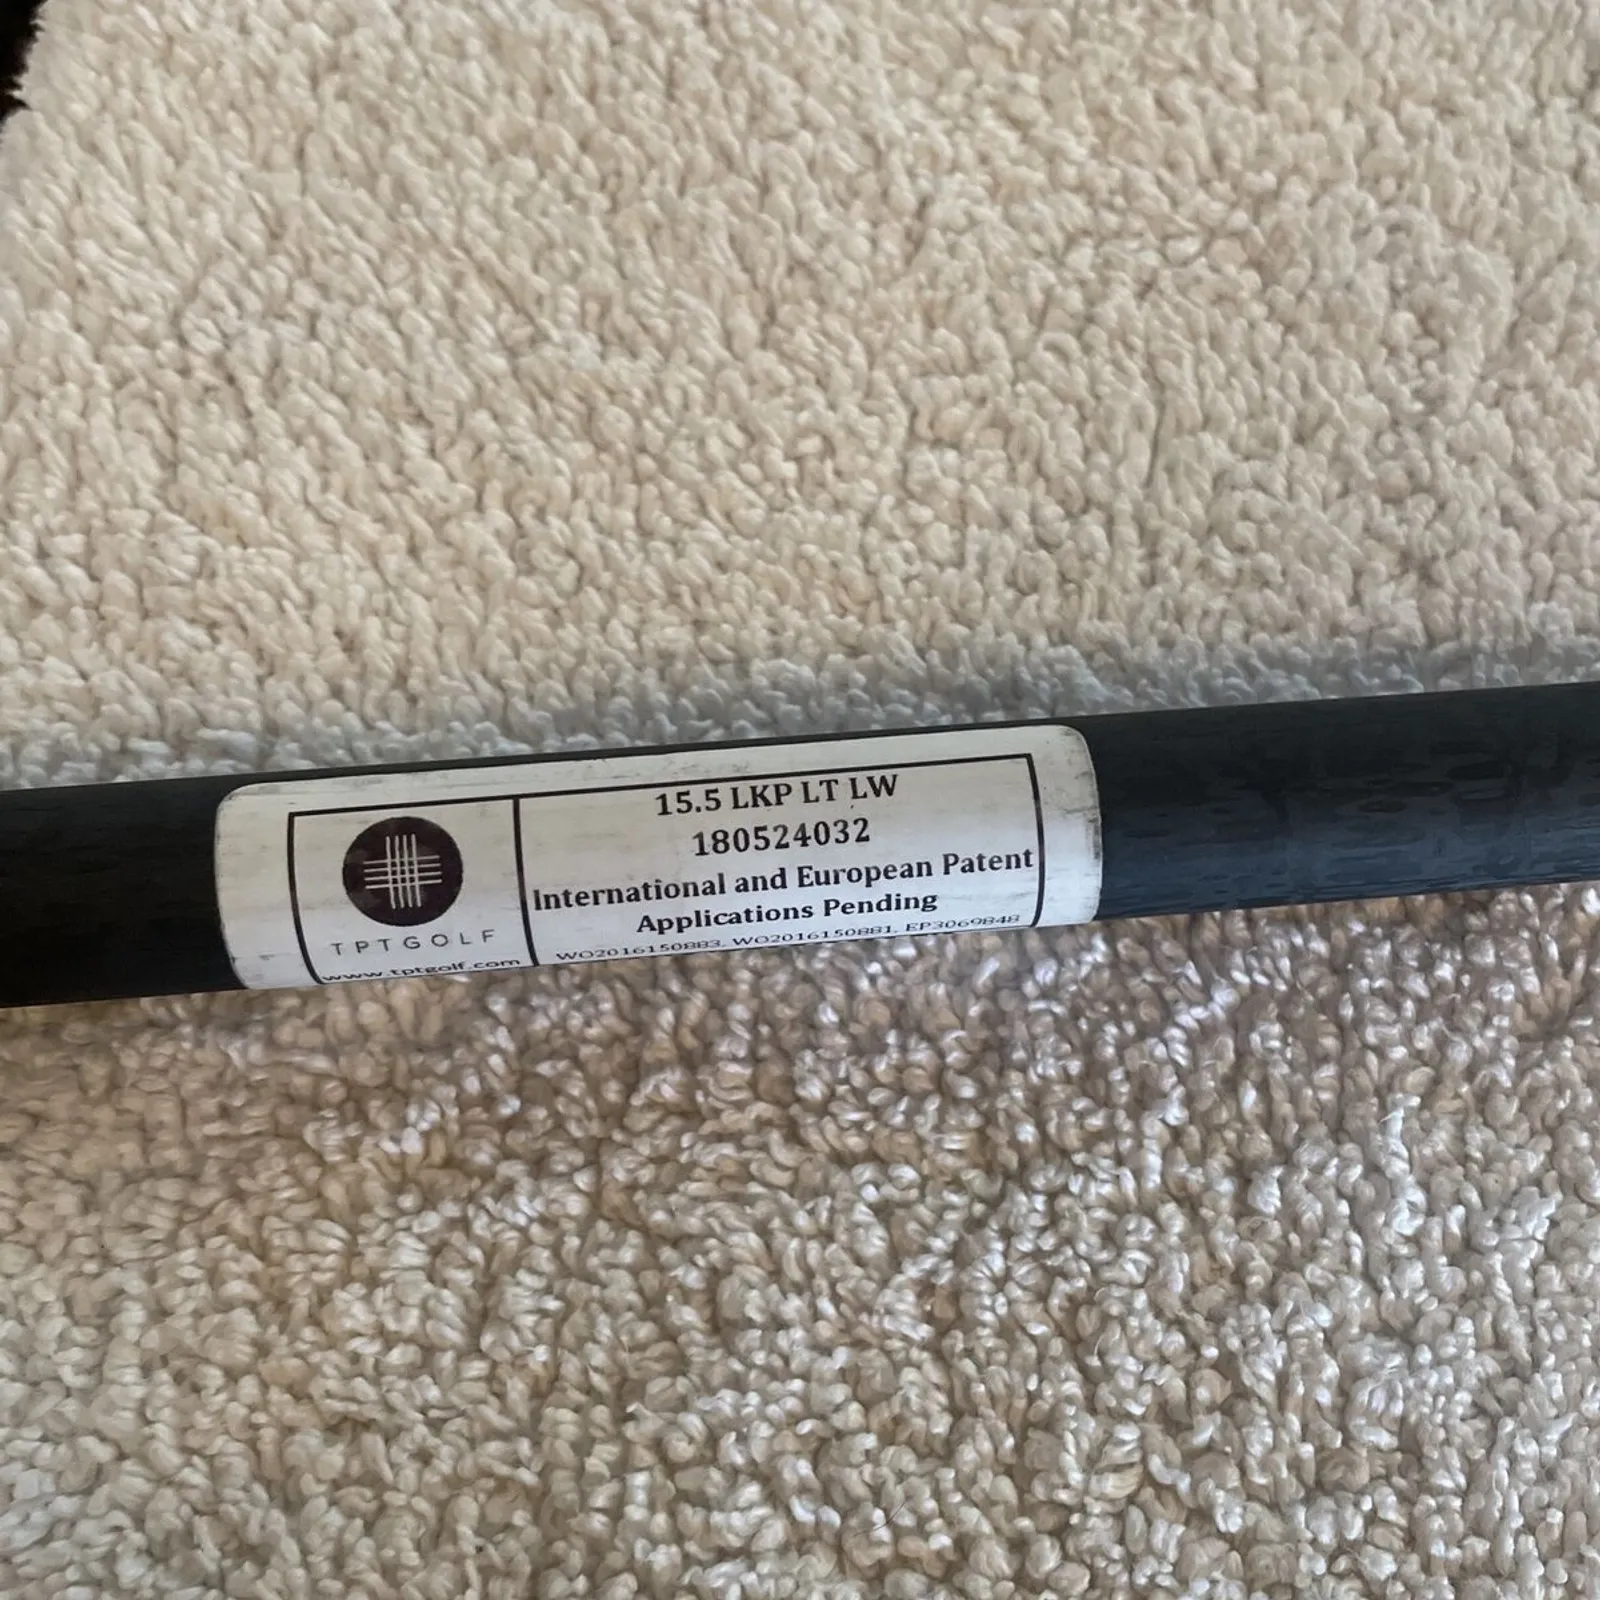 TPTGOLF
www.tptgolf.com
15.5 LKP LT LW
180524032
International and European Patent
Applications Pending
WO2016150883, WO2016150881, EP3069848